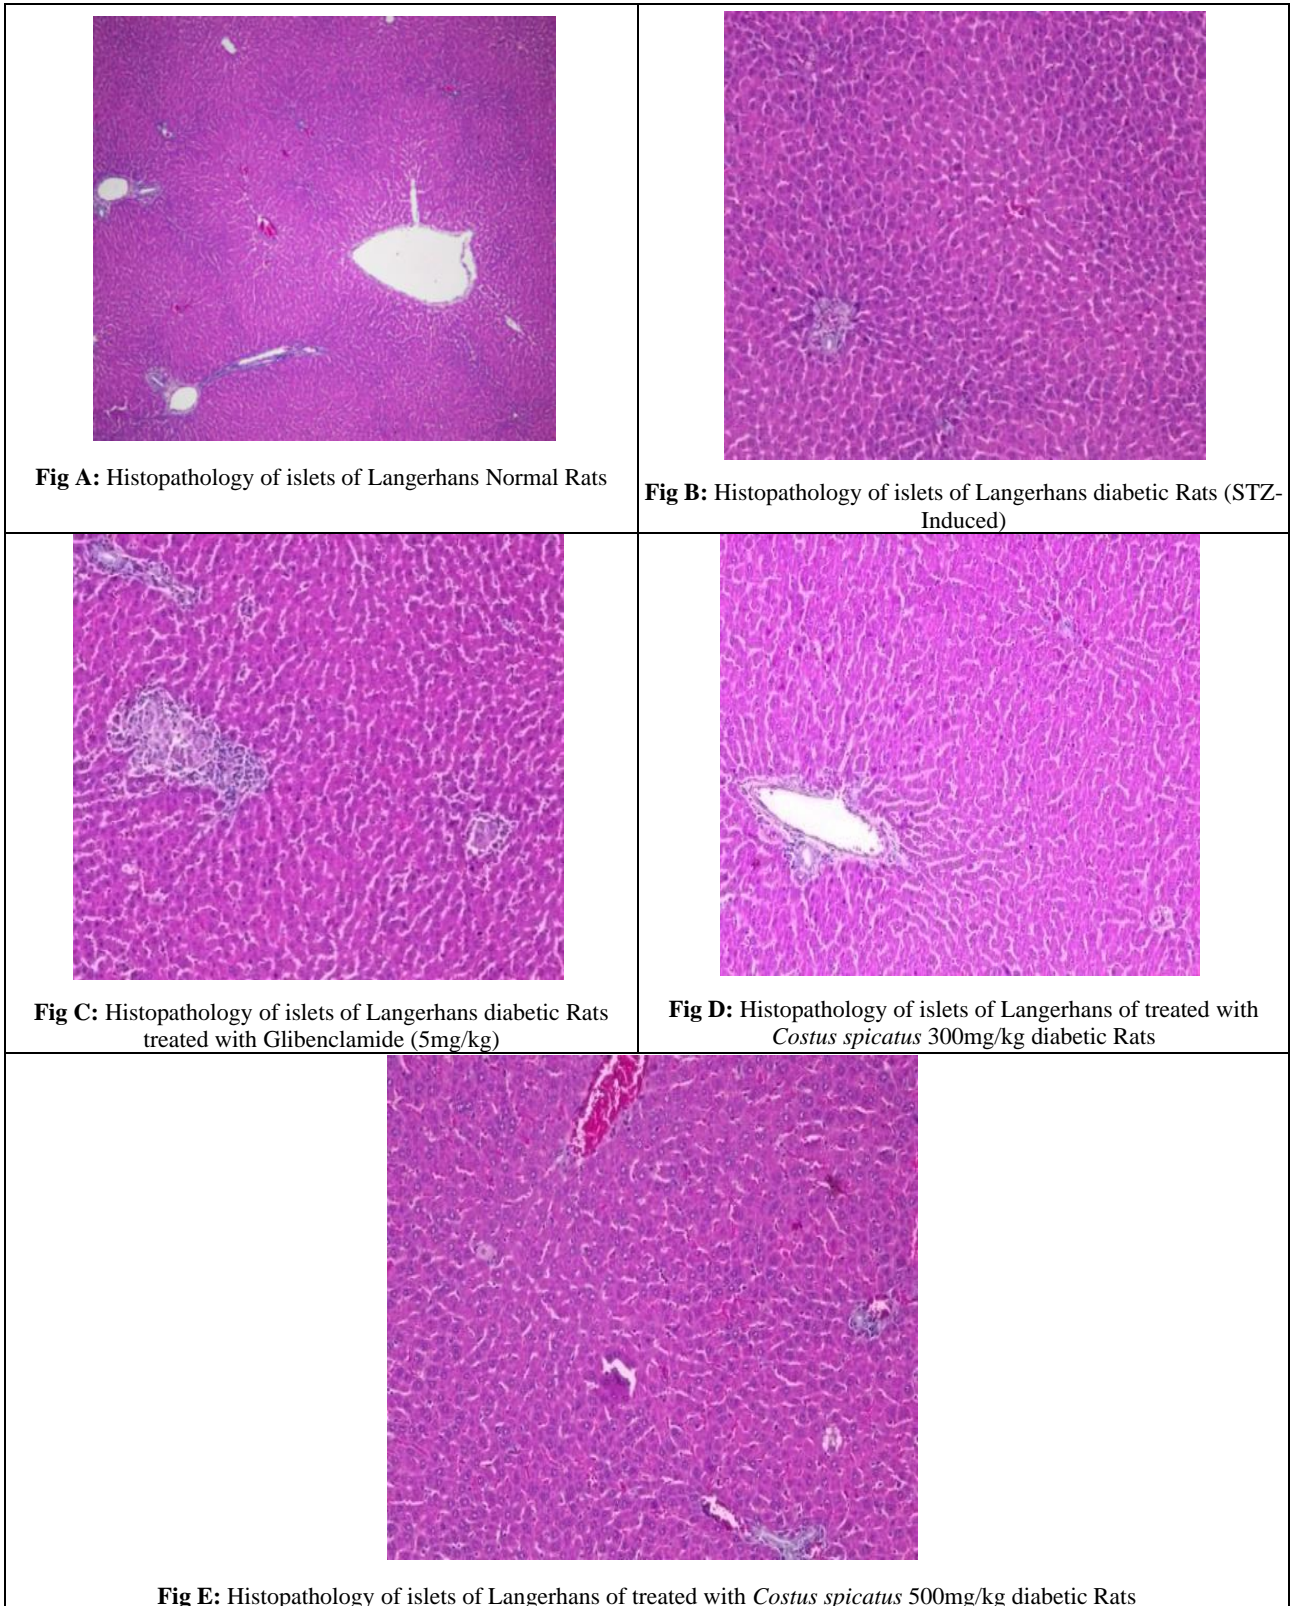 Fig A: Histopathology of islets of Langerhans Normal Rats
Fig B: Histopathology of islets of Langerhans diabetic Rats (STZ-
Induced)
Fig C: Histopathology of islets of Langerhans diabetic Rats
treated with Glibenclamide (5mg/kg)
Fig D: Histopathology of islets of Langerhans of treated with
Costus spicatus 300mg/kg diabetic Rats
Fig E: Histopathology of islets of Langerhans of treated with Costus spicatus 500mg/kg diabetic Rats